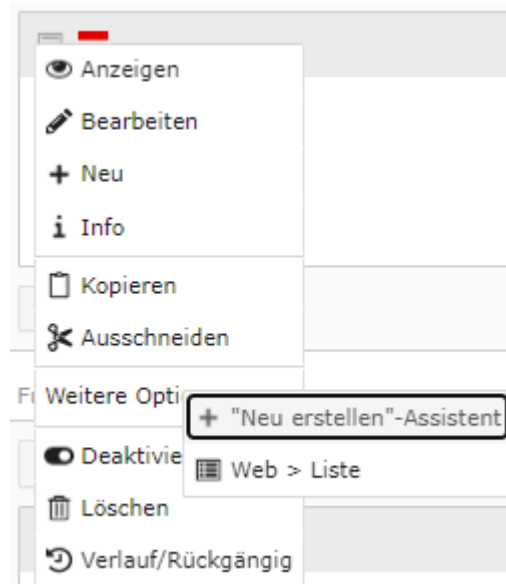 Anzeigen
Bearbeiten
Neu
Info
Kopieren
Ausschneiden
Weitere Opti
"Neu erstellen"-Assistent
Deaktivie
Web > Liste
Löschen
Verlauf/Rückgängig